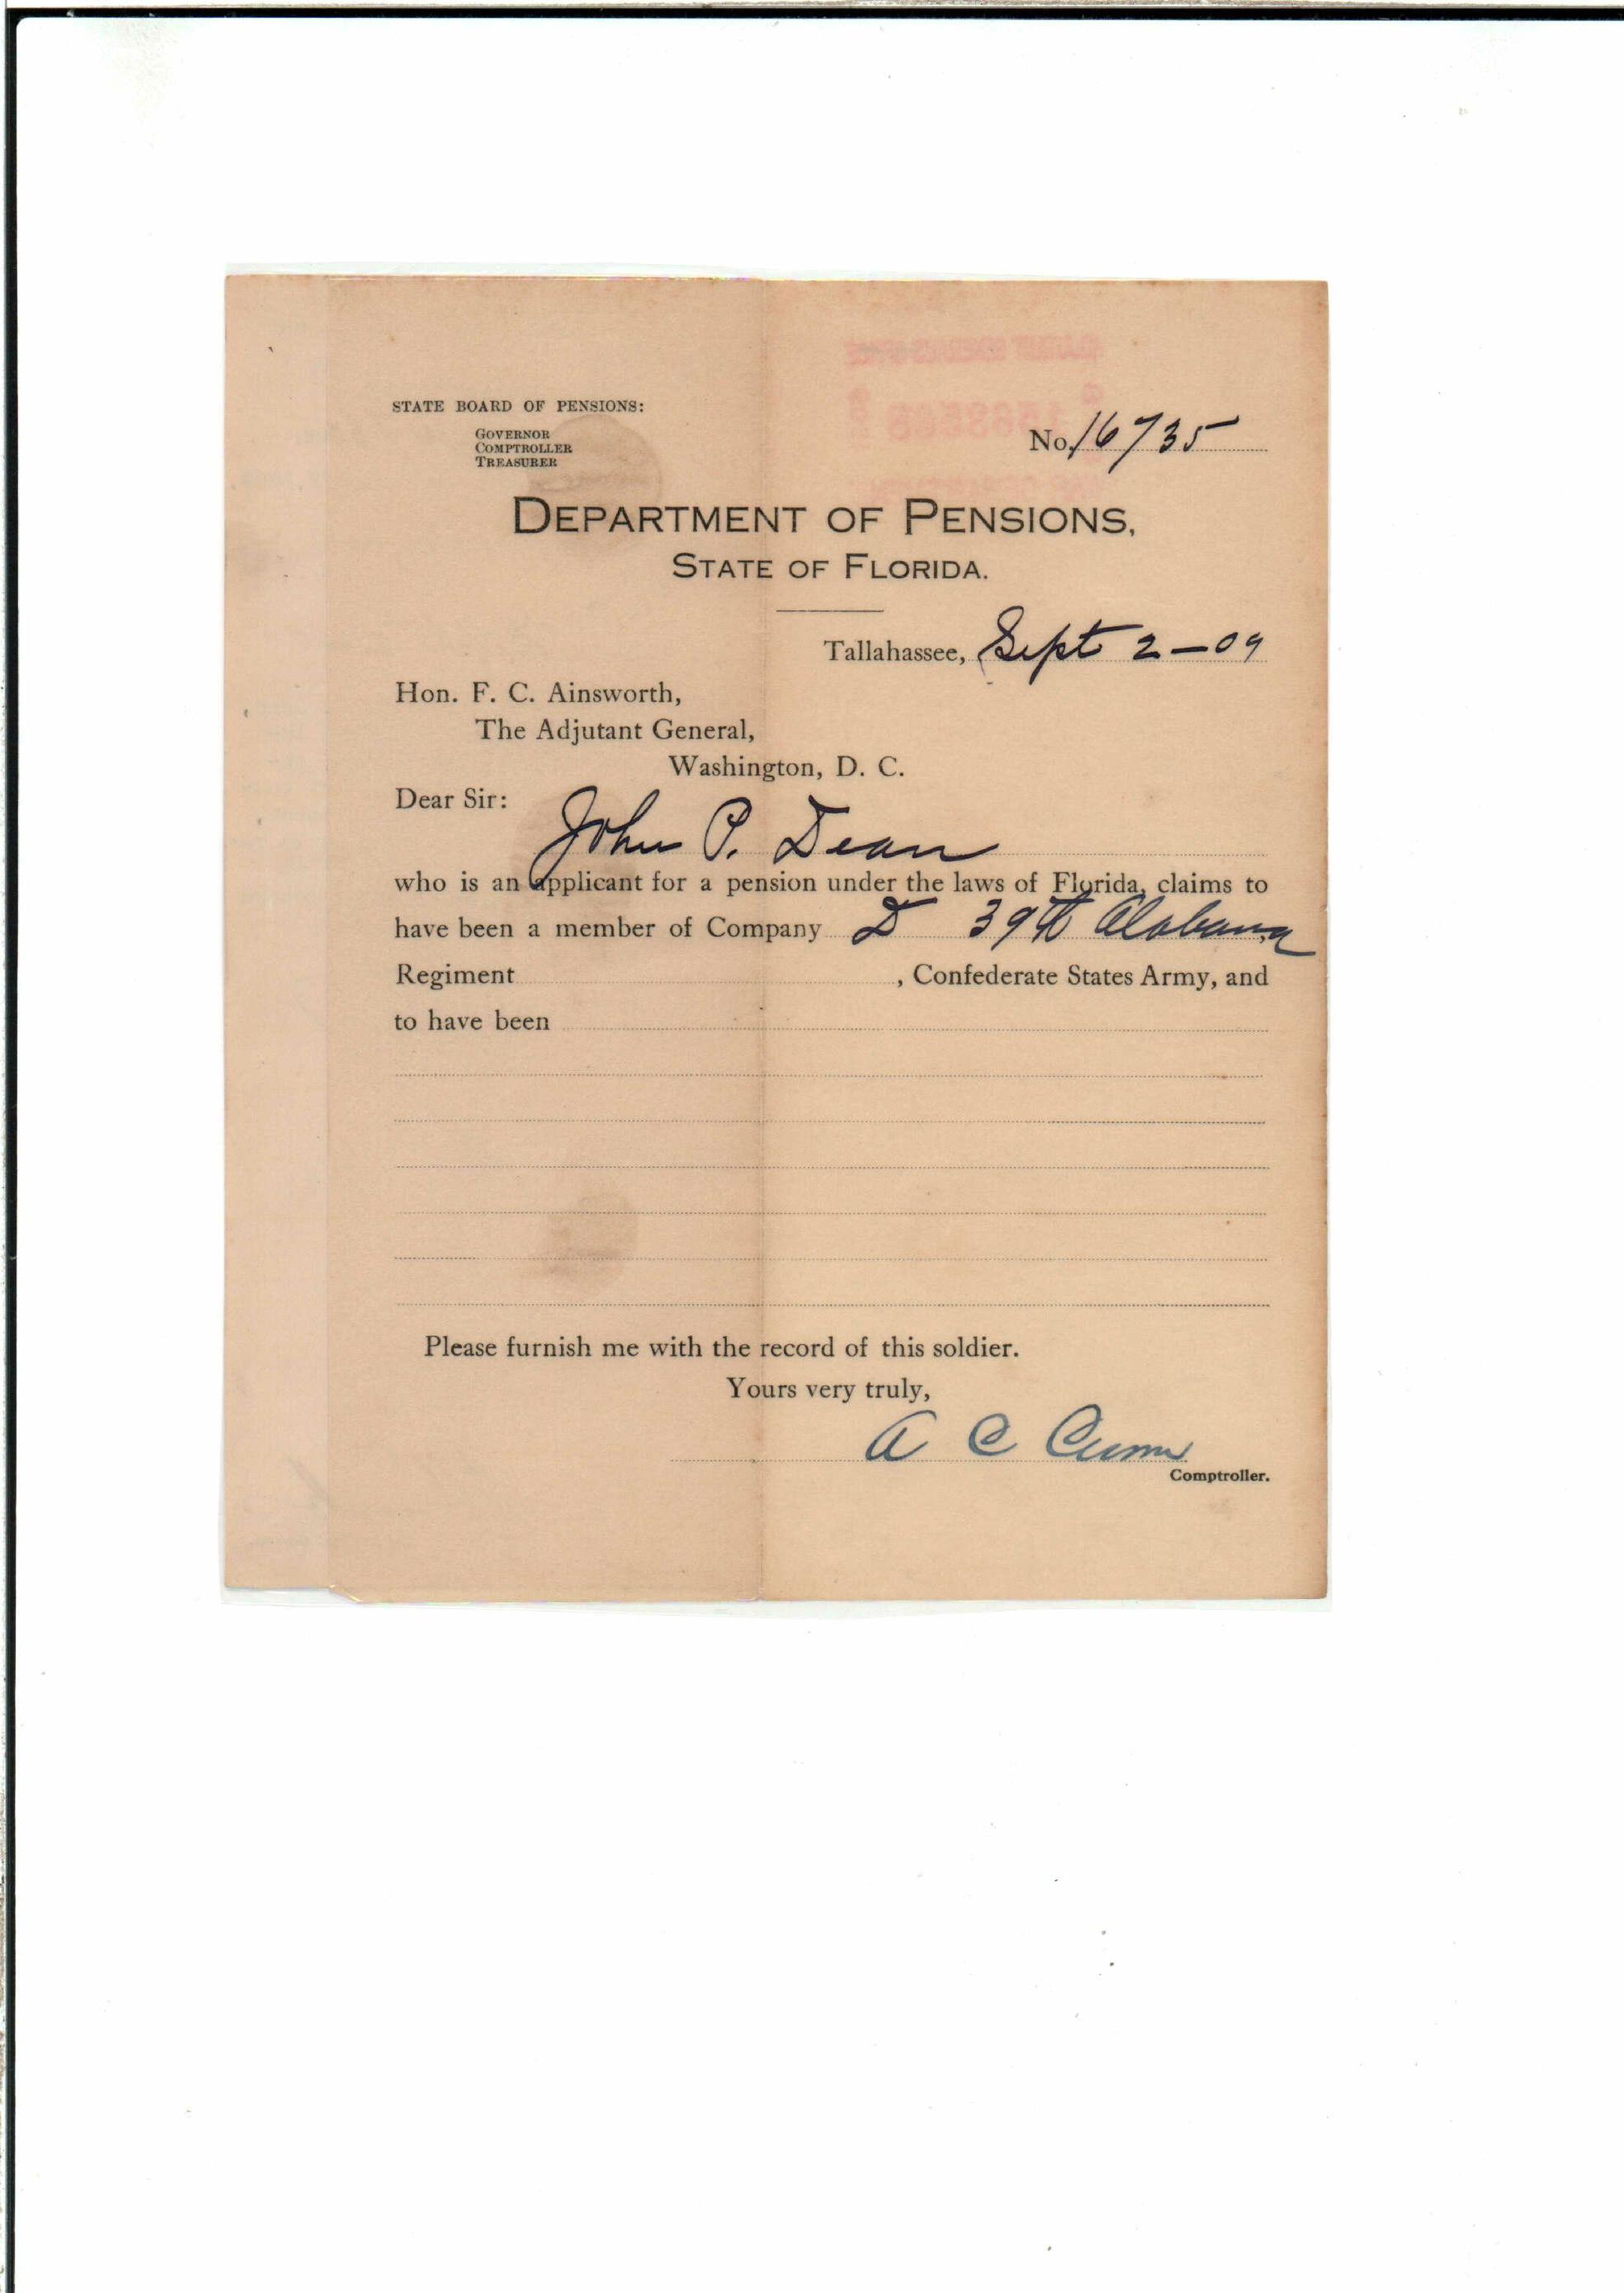 STATE BOARD OF PENSIONS:
GOVERNOR
COMPTROLLER
TREASURER
No. 16735
DEPARTMENT OF PENSIONS,
STATE OF FLORIDA.
Tallahassee, Sept 2-09
Hon. F. C. Ainsworth,
The Adjutant General,
Washington, D. C.
Dear Sir:
John P. Dean
who is an applicant for a pension under the laws of Florida, claims to
have been a member of Company D 39th Alabama
Regiment , Confederate States Army, and
to have been
Please furnish me with the record of this soldier.
Yours very truly,
A C
Comptroller.